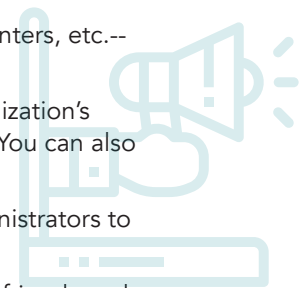 nters, etc.--
ization's
You can also
nistrators to